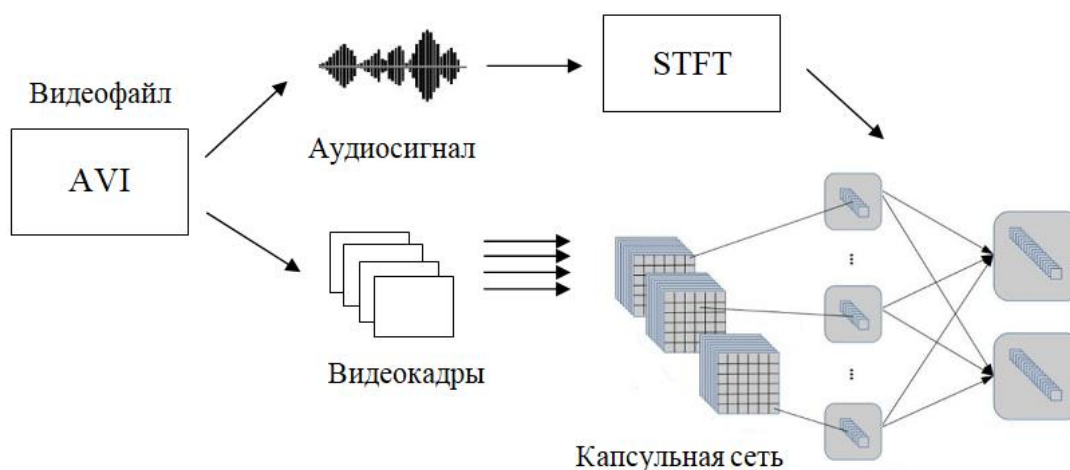 Видеофайл
AVI
Аудиосигнал
STFT
Видеокадры
Капсульная сеть